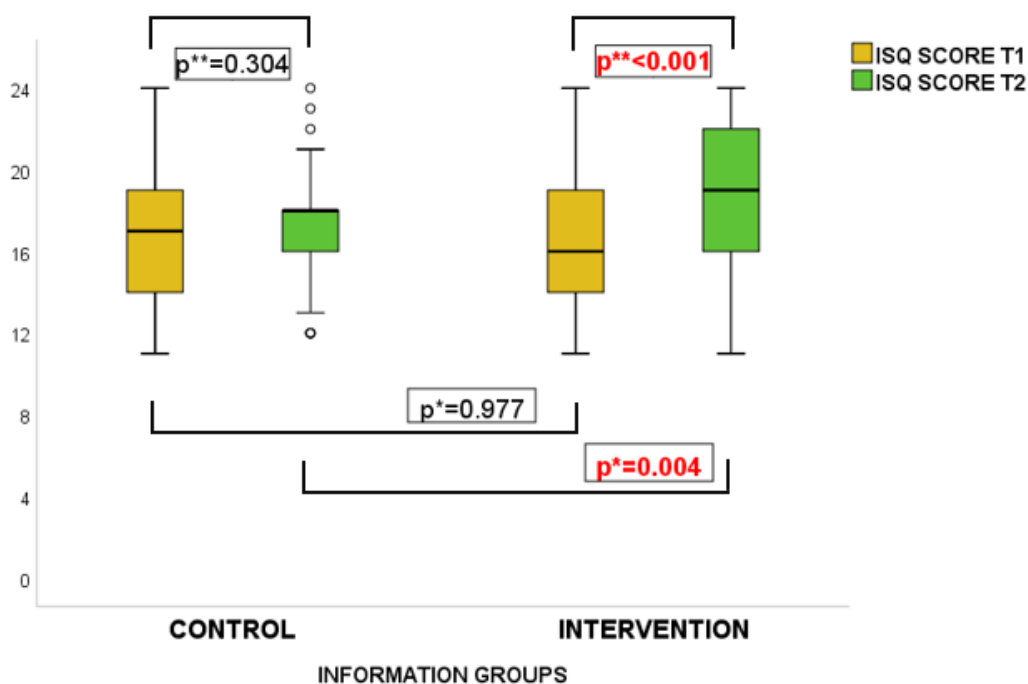 p**=0.304
p**<0.001
ISQ SCORE T1
ISQ SCORE T2
24
20
16
12
8
4
0
p*=0.977
p*=0.004
CONTROL
INTERVENTION
INFORMATION GROUPS